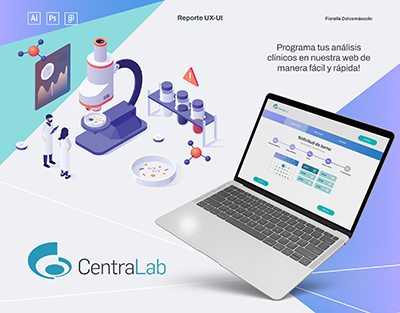 Ai Ps
Reporte UX-UI
Fiorella Dolcemáscolo
Programa tus análisis
clínicos en nuestra web de
manera fácil y rápida!
CentraLab
Solicitud de turno